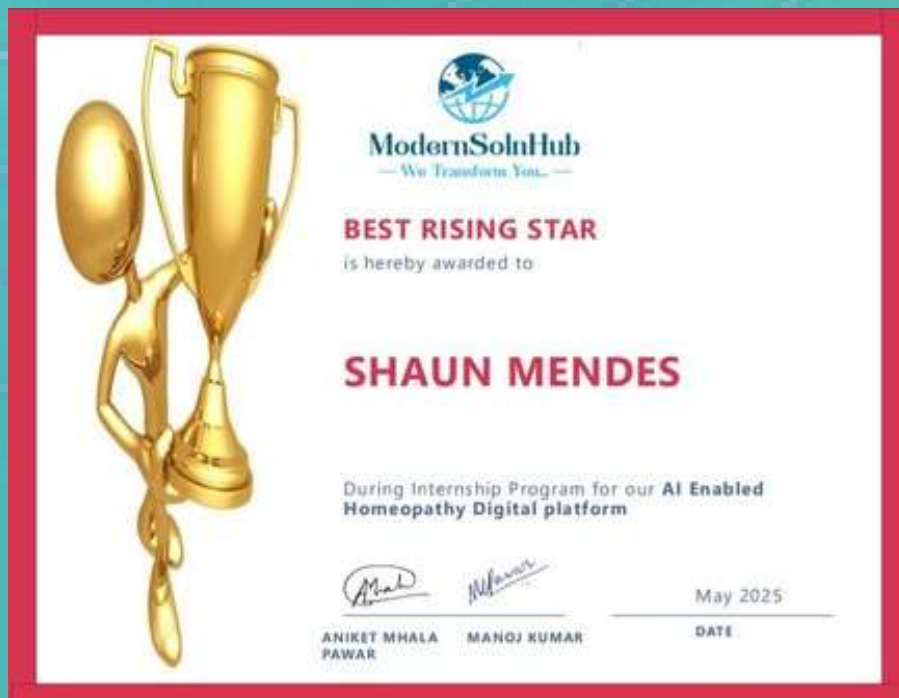 ModernSolnHub
— We Transform You... —
BEST RISING STAR
is hereby awarded to
SHAUN MENDES
During Internship Program for our AI Enabled
Homeopathy Digital platform
May 2025
ANIKET MHALA MANOJ KUMAR DATE
PAWAR